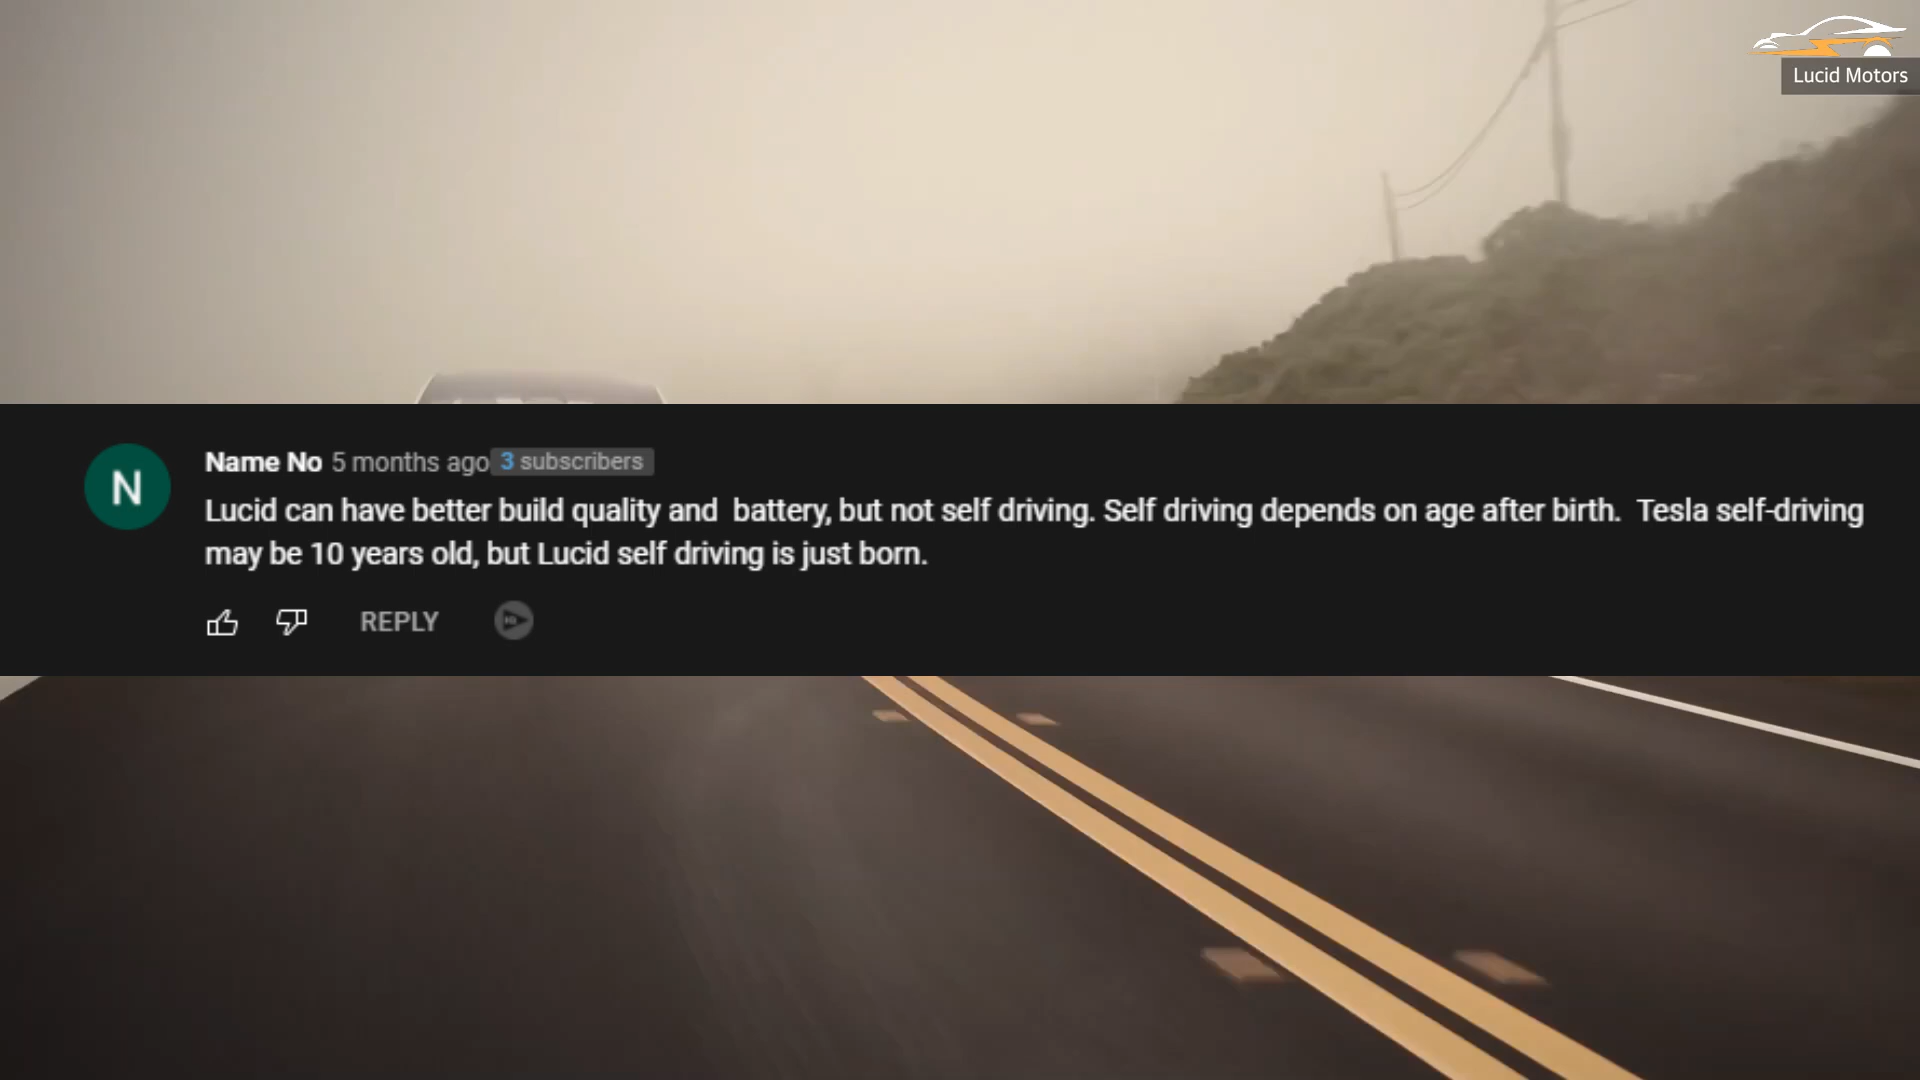 Lucid Motors
N
Name No 5 months ago 3 subscribers
Lucid can have better build quality and  battery, but not self driving. Self driving depends on age after birth.  Tesla self-driving
may be 10 years old, but Lucid self driving is just born.
REPLY